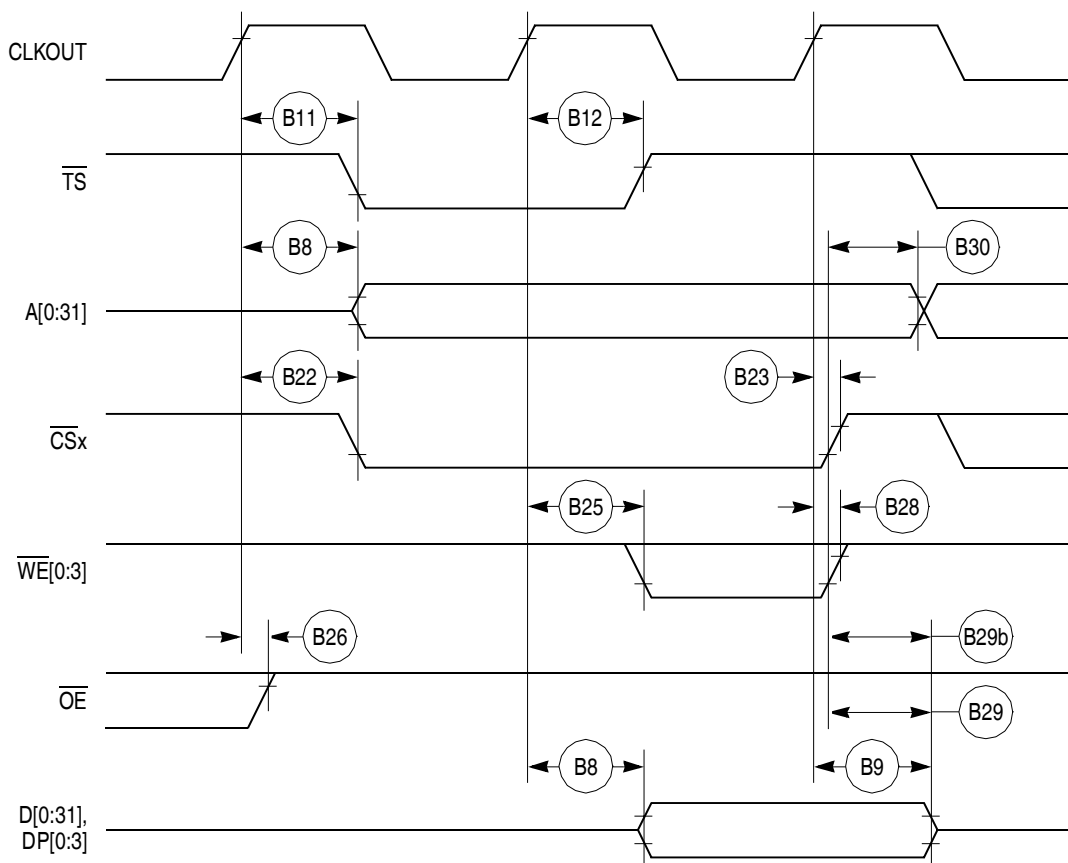 CLKOUT
B11
B12
TS
B8
B30
A[0:31]
B22
B23
CSx
B25
B28
WE[0:3]
B26
B29b
OE
B29
B8
B9
D[0:31],
DP[0:3]